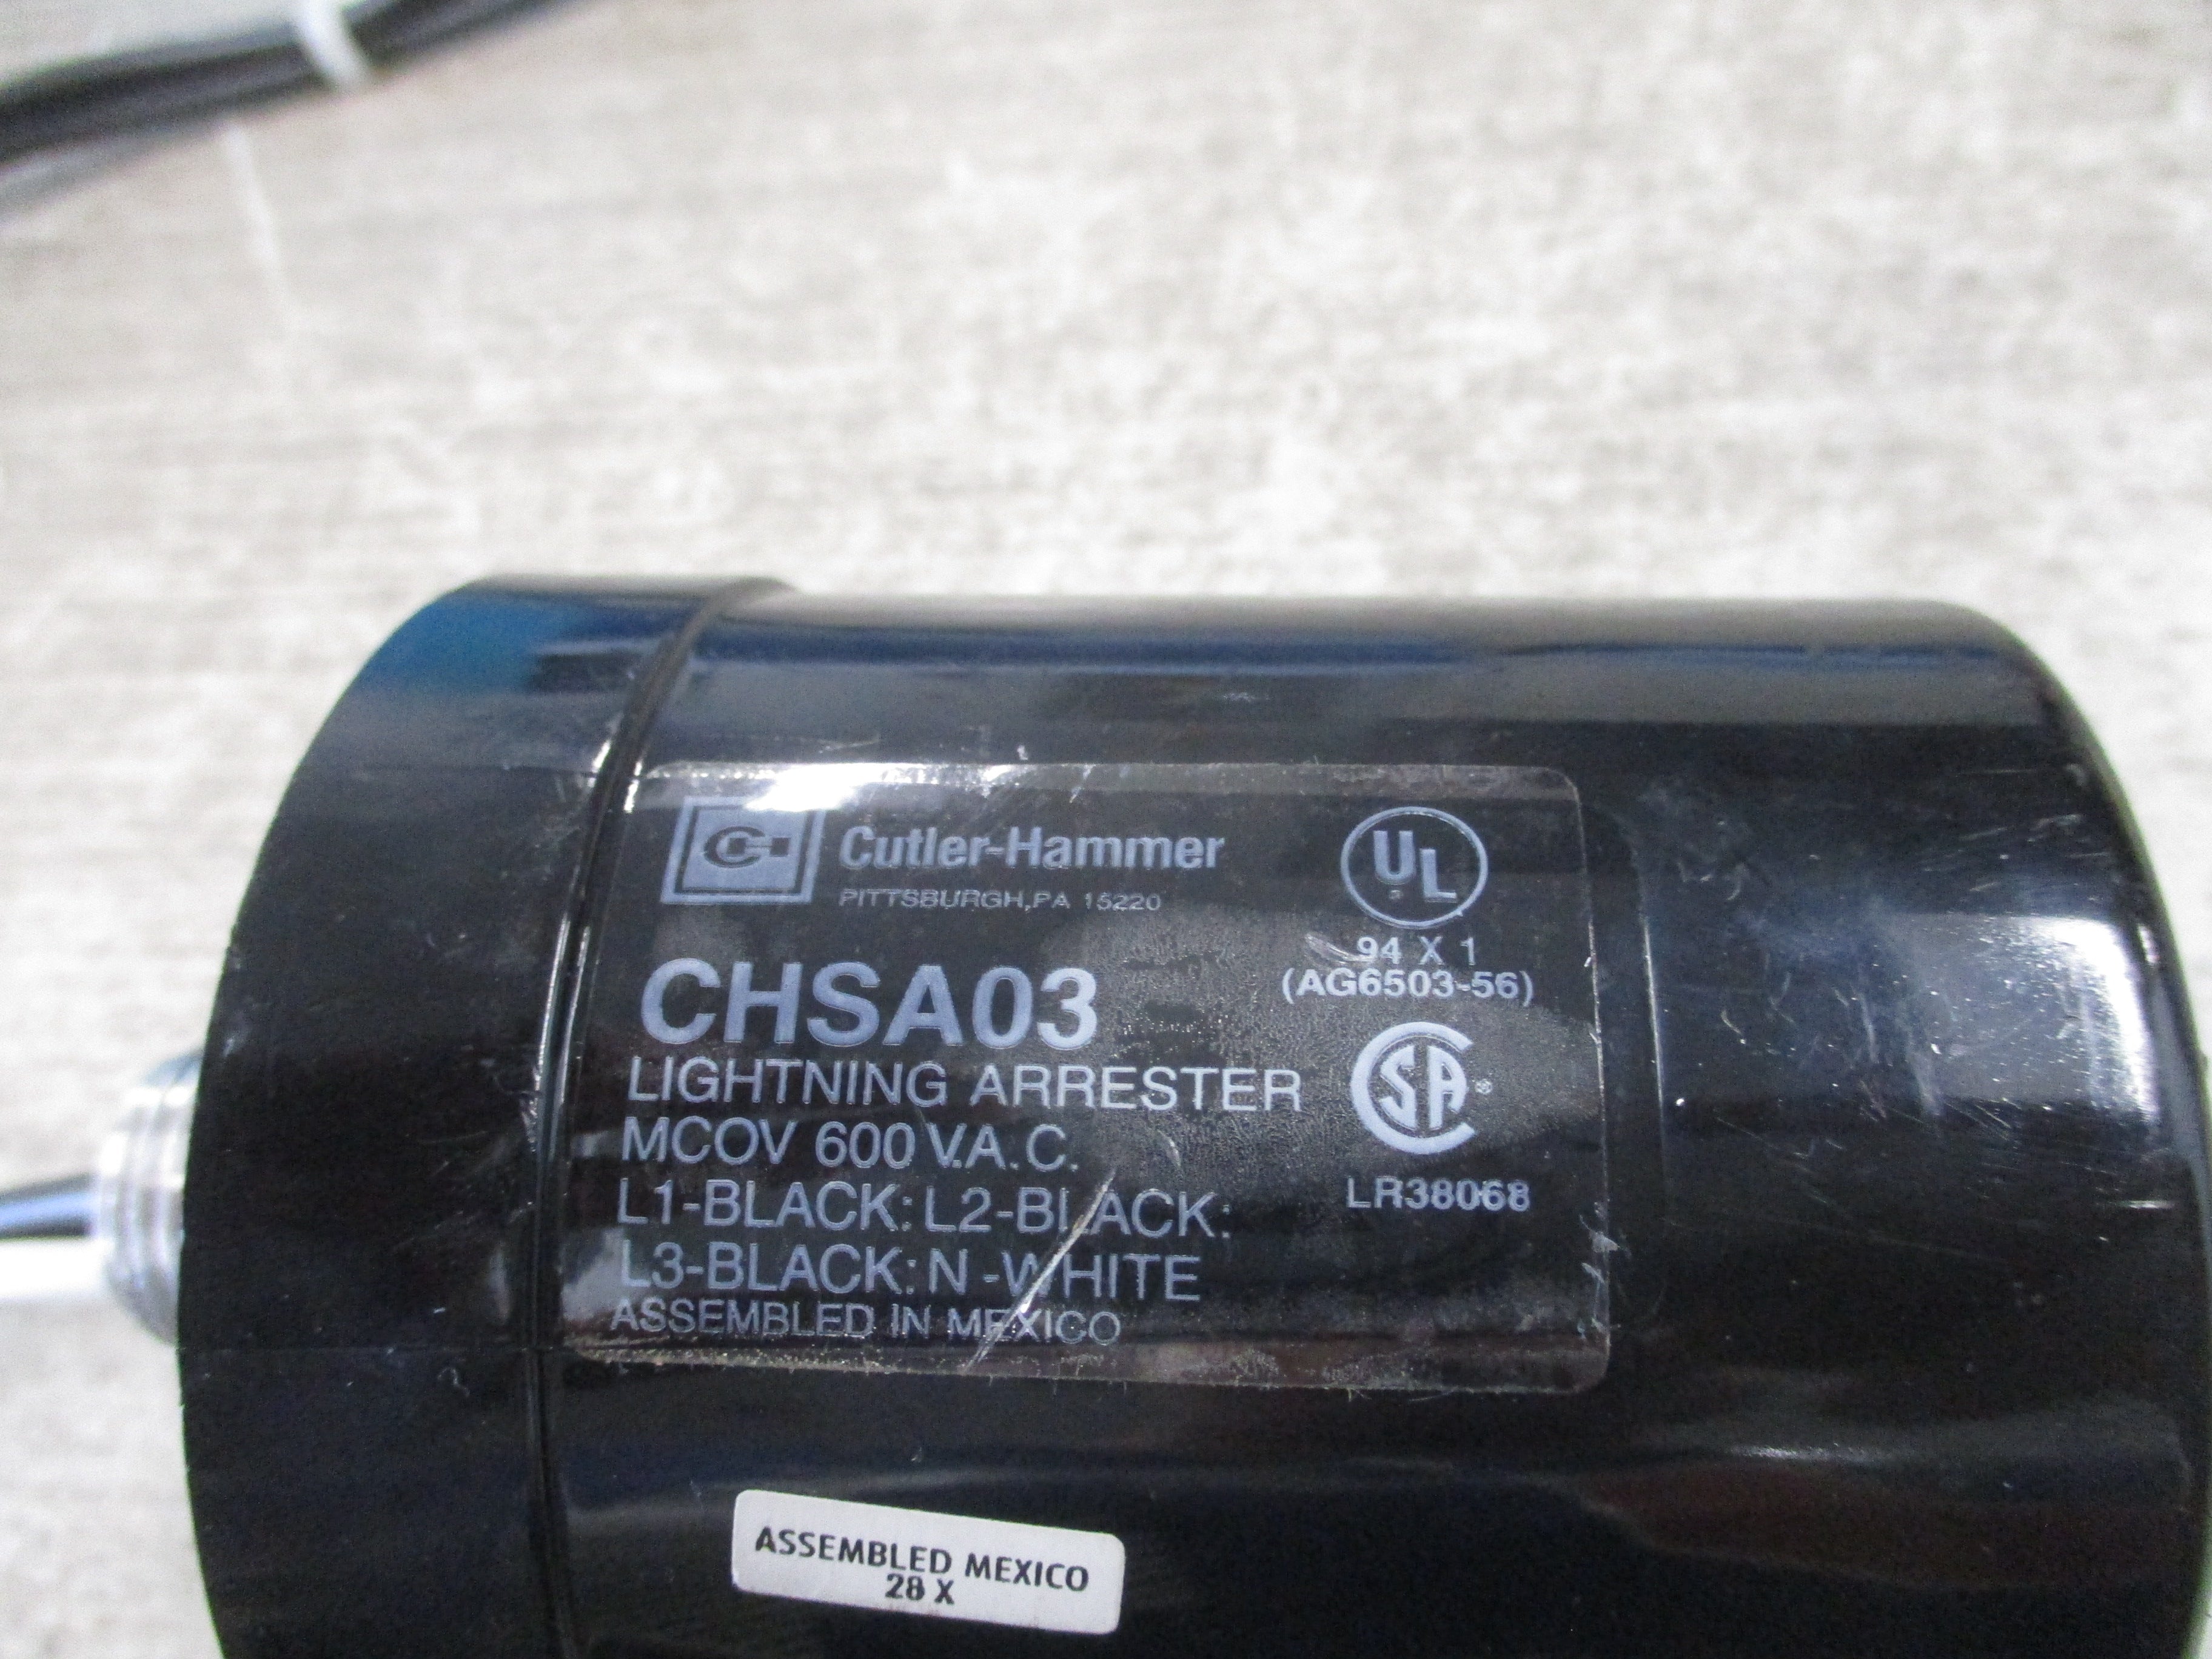 Cutler-Hammer
PITTSBURGH, PA 15220
UL
94 X 1
(AG6503-56)
CHSA03
LIGHTNING ARRESTER
MCOV 600 V.A.C.
L1-BLACK: L2-BLACK:
L3-BLACK: N-WHITE
ASSEMBLED IN MEXICO
SA
LR38068
ASSEMBLED MEXICO
28 X